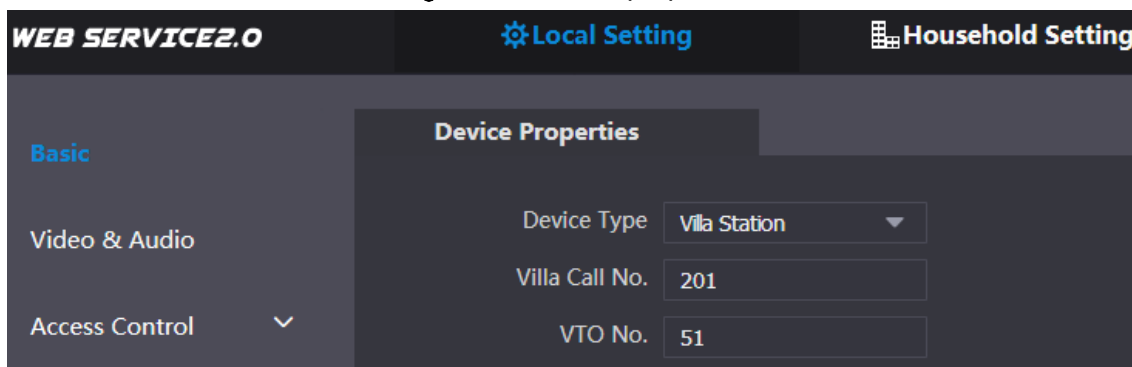 WEB SERVICE2.0 Local Setting Household Setting
Basic
Device Properties
Video & Audio
Device Type Villa Station
Villa Call No. 201
Access Control
VTO No. 51